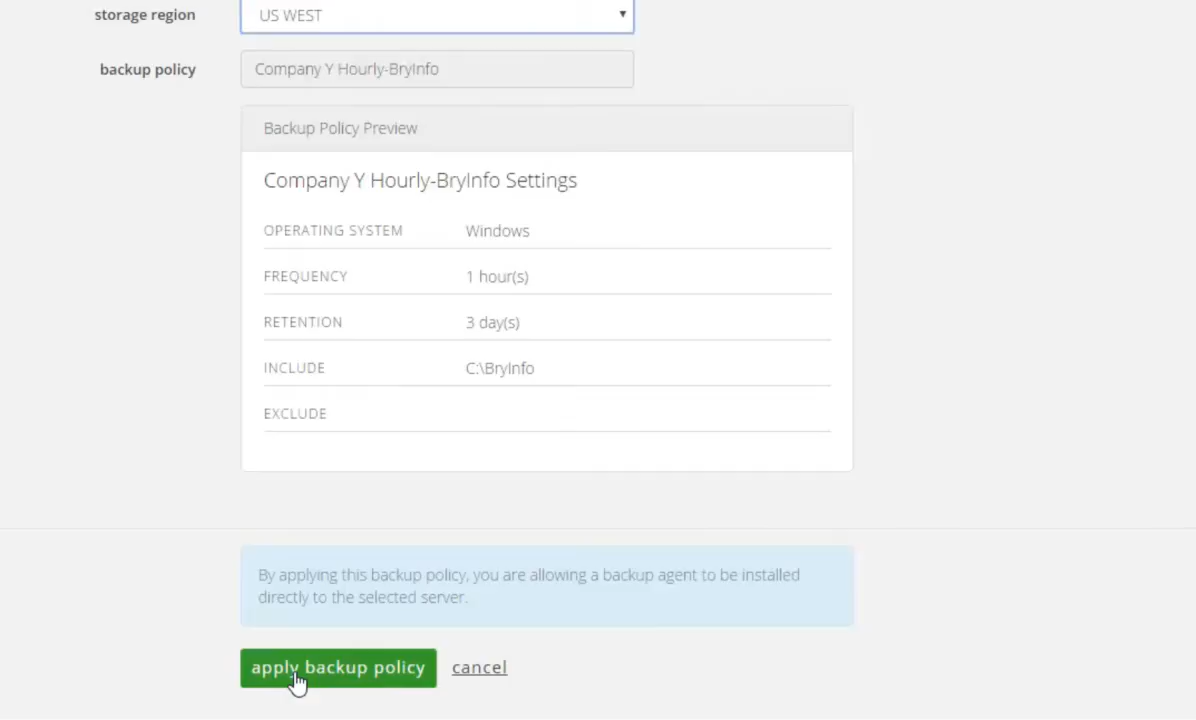 storage region US WEST
backup policy Company Y Hourly-BryInfo
Backup Policy Preview
Company Y Hourly-BryInfo Settings
OPERATING SYSTEM Windows
FREQUENCY 1 hour(s)
RETENTION 3 day(s)
INCLUDE C:\BryInfo
EXCLUDE
By applying this backup policy, you are allowing a backup agent to be installed
directly to the selected server.
apply backup policy cancel